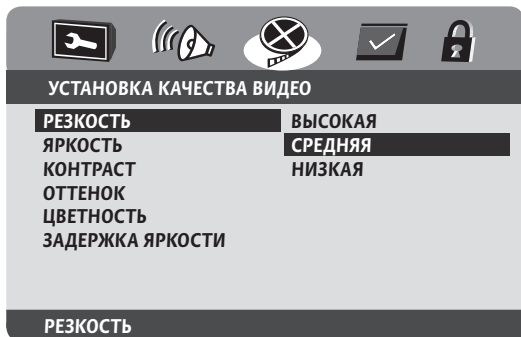 УСТАНОВКА КАЧЕСТВА ВИДЕО
РЕЗКОСТЬ ВЫСОКАЯ
ЯРКОСТЬ СРЕДНЯЯ
КОНТРАСТ НИЗКАЯ
ОТТЕНОК
ЦВЕТНОСТЬ
ЗАДЕРЖКА ЯРКОСТИ
РЕЗКОСТЬ